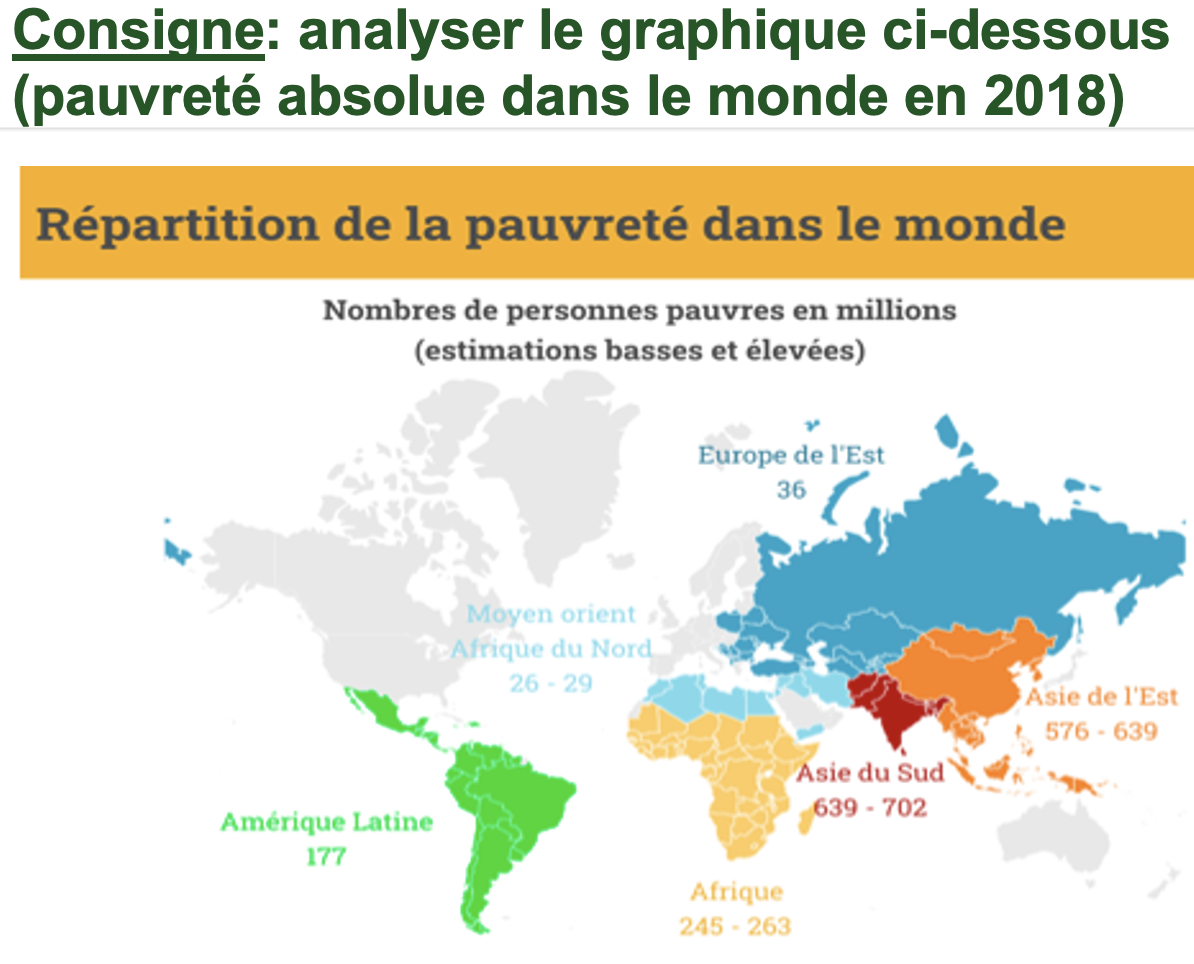 Consigne: analyser le graphique ci-dessous
(pauvreté absolue dans le monde en 2018)
Répartition de la pauvreté dans le monde
Nombres de personnes pauvres en millions
(estimations basses et élevées)
Europe de l'Est
36
Moyen orient
Afrique du Nord
26 - 29
Asie de l'Est
576 - 639
Asie du Sud
639 - 702
Amérique Latine
177
Afrique
245 - 263